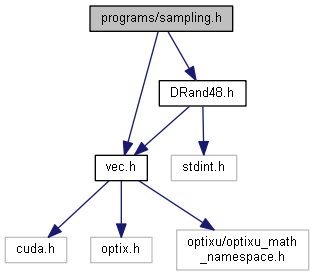 programs/sampling.h
DRand48.h
vec.h
stdint.h
cuda.h
optix.h
optixu/optixu_math
_namespace.h